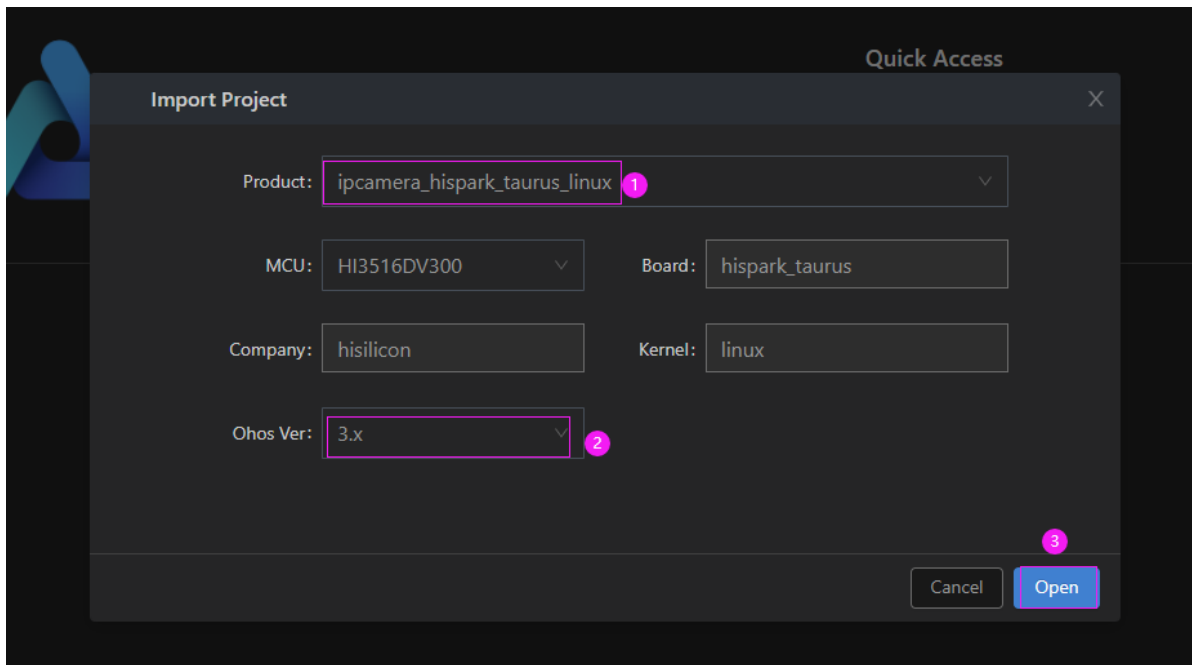 Quick Access
Import Project X
Product: ipcamera_hispark_taurus_linux 1
MCU: HI3516DV300 Board: hispark_taurus
Company: hisilicon Kernel: linux
Ohos Ver: 3.x 2
3
Cancel Open